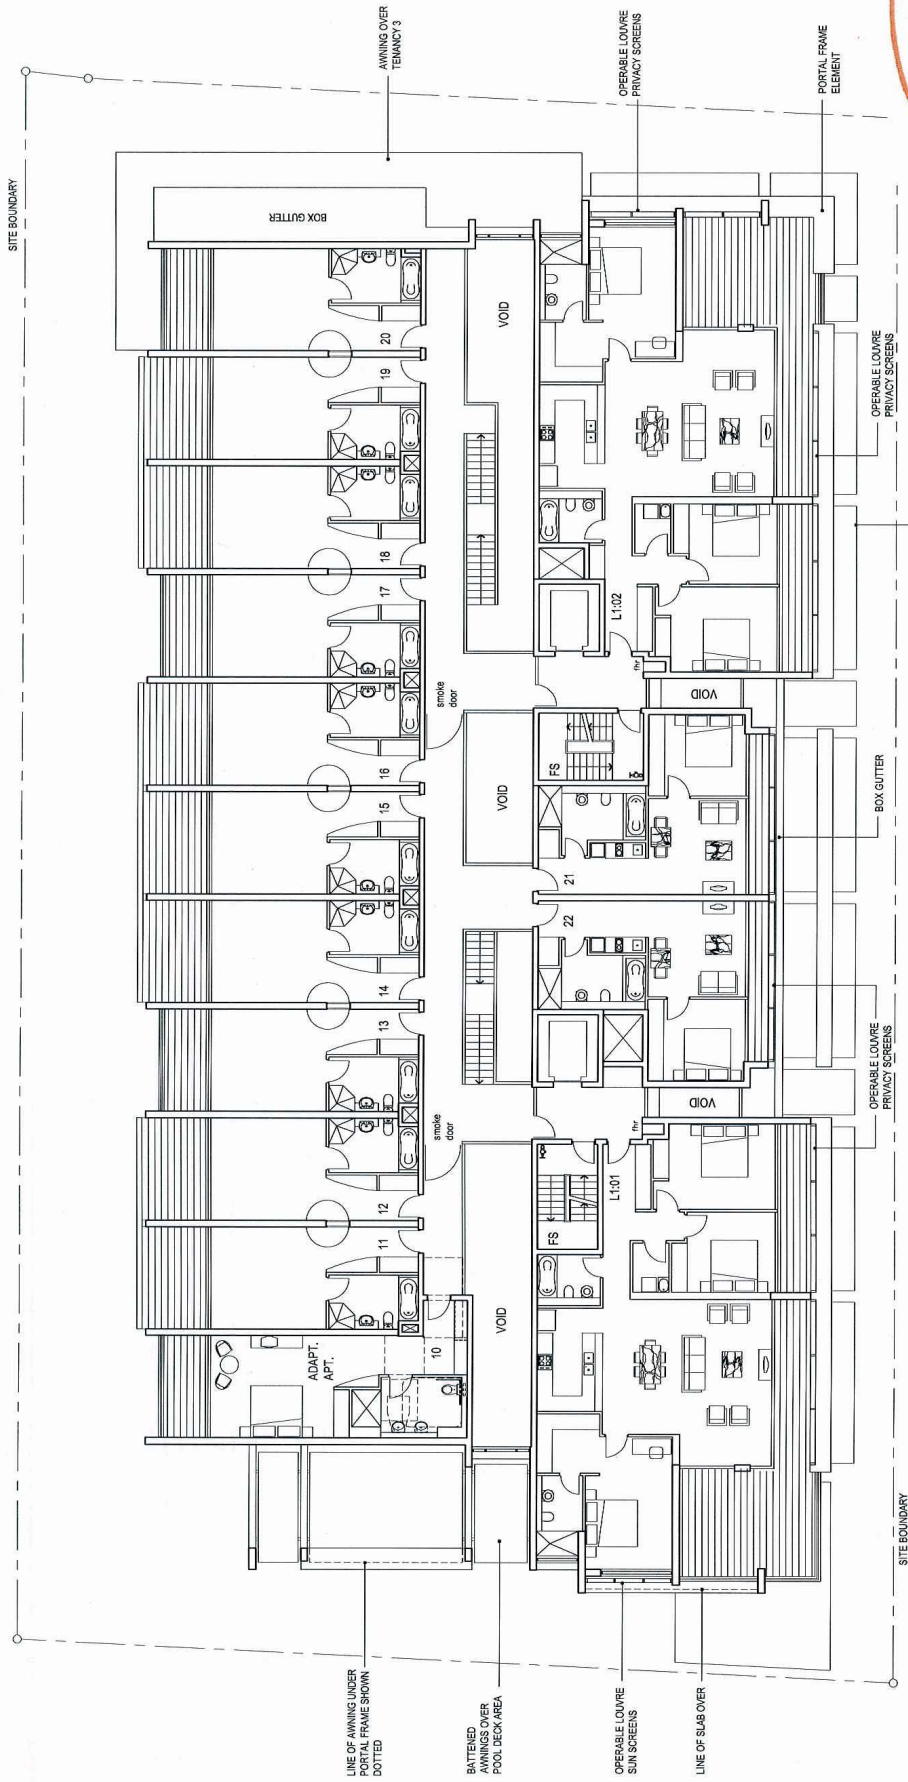 SITE BOUNDARY
AWNING OVER
TENANCY 3
OPERABLE LOUVRE
PRIVACY SCREENS
PORTAL FRAME
ELEMENT
BOX GUTTER
20
19
18
17
16
15
14
13
12
11
10
ADAPT.
APT.
VOID
smoke
door
VOID
smoke
door
VOID
L1:02
fhr
VOID
FS
21
22
VOID
fhr
L1:01
FS
OPERABLE LOUVRE
PRIVACY SCREENS
BOX GUTTER
OPERABLE LOUVRE
PRIVACY SCREENS
SITE BOUNDARY
LINE OF AWNING UNDER
PORTAL FRAME SHOWN
DOTTED
BATTENED
AWNINGS OVER
POOL DECK AREA
OPERABLE LOUVRE
SUN SCREENS
LINE OF SLAB OVER